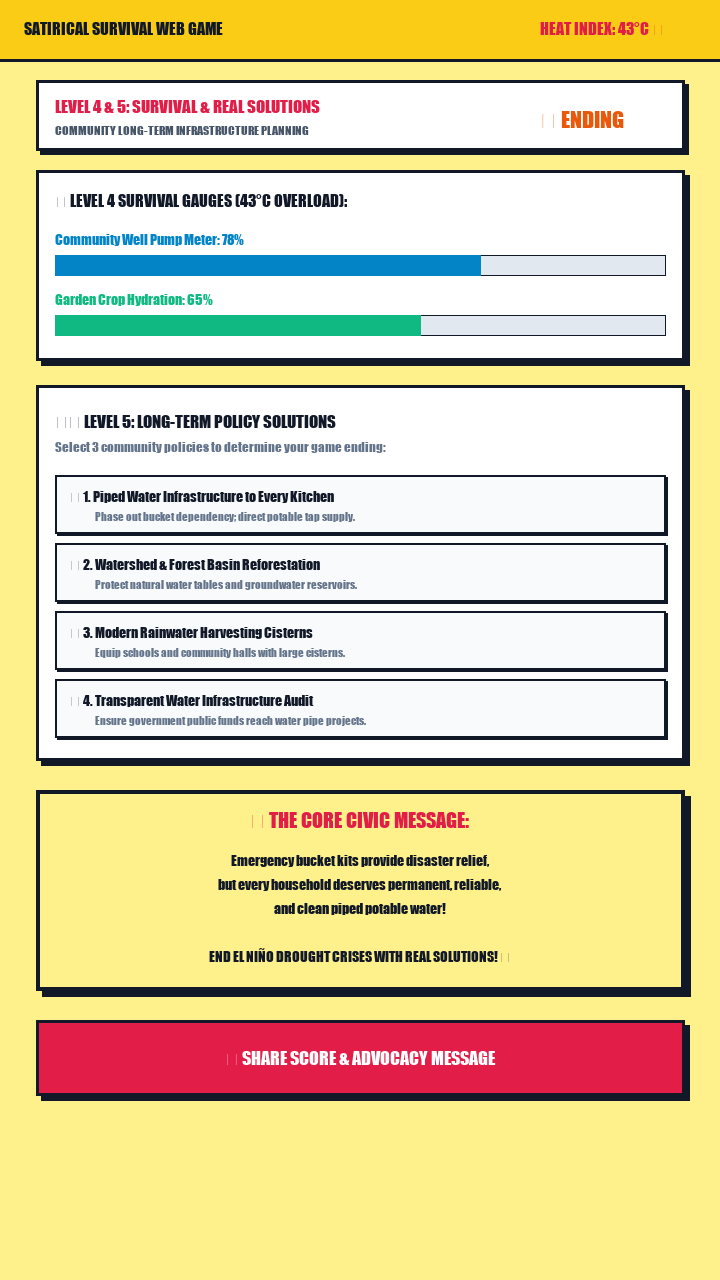 SATIRICAL SURVIVAL WEB GAME
HEAT INDEX: 43°C
LEVEL 4 & 5: SURVIVAL & REAL SOLUTIONS
COMMUNITY LONG-TERM INFRASTRUCTURE PLANNING
ENDING
LEVEL 4 SURVIVAL GAUGES (43°C OVERLOAD):
Community Well Pump Meter: 78%
Garden Crop Hydration: 65%
LEVEL 5: LONG-TERM POLICY SOLUTIONS
Select 3 community policies to determine your game ending:
1. Piped Water Infrastructure to Every Kitchen
Phase out bucket dependency; direct potable tap supply.
2. Watershed & Forest Basin Reforestation
Protect natural water tables and groundwater reservoirs.
3. Modern Rainwater Harvesting Cisterns
Equip schools and community halls with large cisterns.
4. Transparent Water Infrastructure Audit
Ensure government public funds reach water pipe projects.
THE CORE CIVIC MESSAGE:
Emergency bucket kits provide disaster relief,
but every household deserves permanent, reliable,
and clean piped potable water!
END EL NIÑO DROUGHT CRISES WITH REAL SOLUTIONS!
SHARE SCORE & ADVOCACY MESSAGE